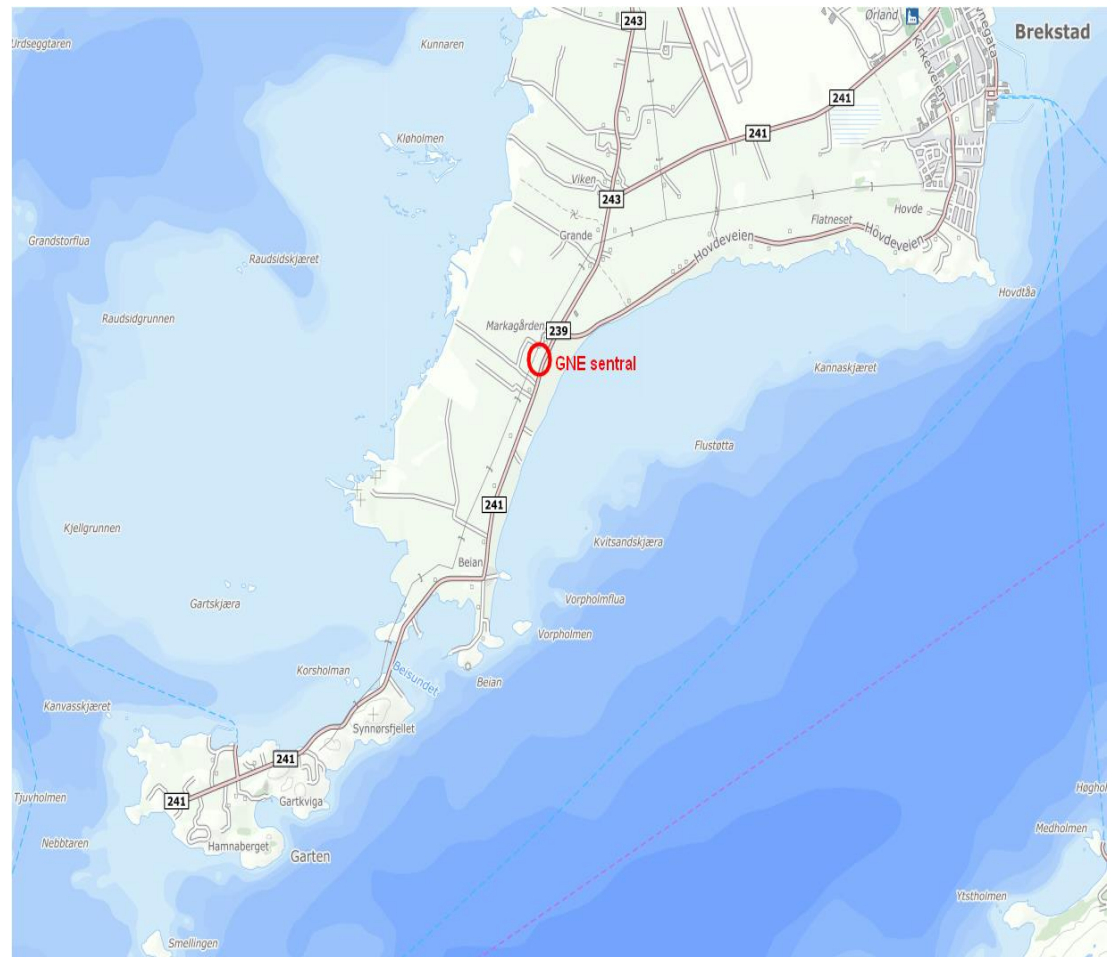 243
Ørland
Brekstad
Urdseggtaren
Kunnaren
Kirkeveien
241
Kløholmen
241
Viken
243
Hovde
Flatneset
Hovdeveien
Grande
Hovdeveien
Grandstorflua
Raudsidskjæret
Hovdtåa
Raudsidgrunnen
Markagården
239
GNE sentral
Kannaskjæret
Flustøtta
241
Kjellgrunnen
Kvitsandskjæra
Beian
Gartskjæra
Vorpholmflua
Vorpholmen
Korsholman
Beisundet
Beian
Kanvasskjæret
Synnørsfjellet
241
Tjuvholmen
241
Gartkviga
Nebbtaren
Hamnaberget
Garten
Medholmen
Ytstholmen
Smellingen